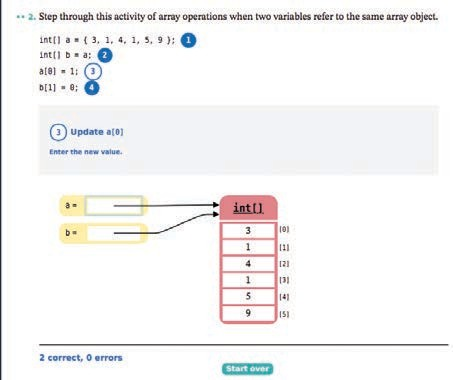 •• 2. Step through this activity of array operations when two variables refer to the same array object.
int[] a = { 3, 1, 4, 1, 5, 9 }; 1
int[] b = a; 2
a[0] = 1; 3
b[1] = 0; 4
3 Update a[0]
Enter the new value.
a =
b =
int[]
3 [0]
1 [1]
4 [2]
1 [3]
5 [4]
9 [5]
2 correct, 0 errors
Start over